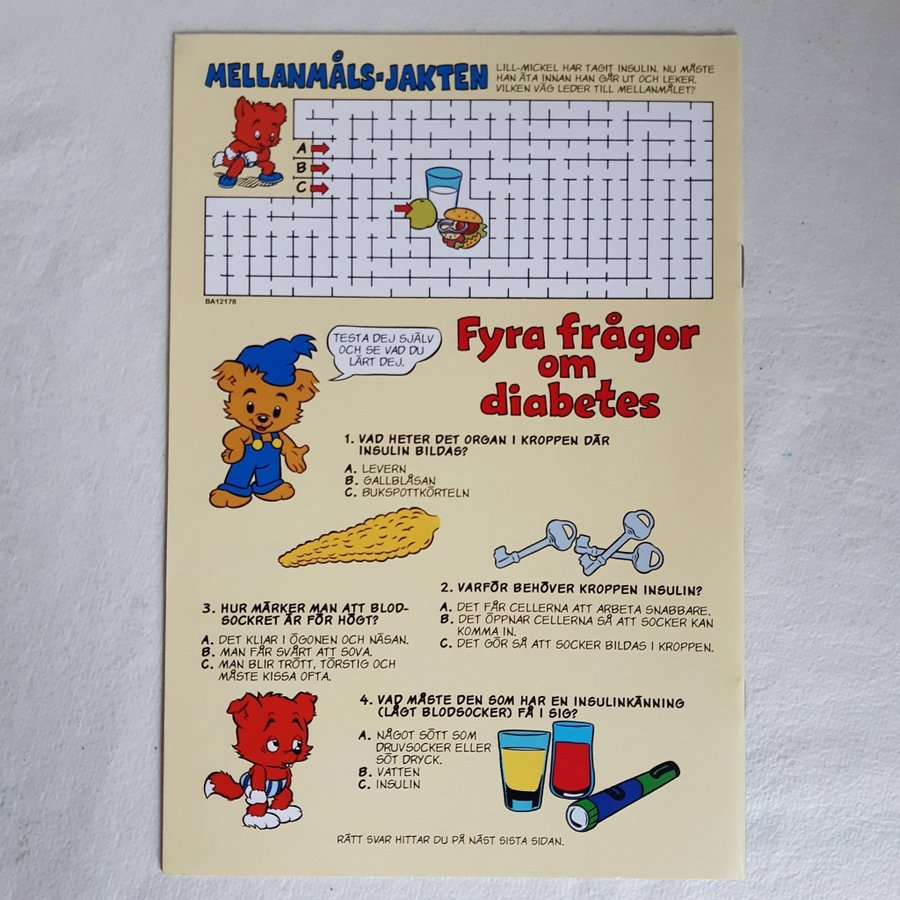 MELLANMÅLS-JAKTEN
LILL-MICKEL HAR TAGIT INSULIN. NU MÅSTE
HAN ÄTA INNAN HAN GÅR UT OCH LEKER.
VILKEN VÄG LEDER TILL MELLANMÅLET?
A
B
C
BA12178
TESTA DEJ SJÄLV
OCH SE VAD DU
LÄRT DEJ.
Fyra frågor
om
diabetes
1. VAD HETER DET ORGAN I KROPPEN DÄR
INSULIN BILDAS?
A. LEVERN
B. GALLBLÅSAN
C. BUKSPOTTKÖRTELN
2. VARFÖR BEHÖVER KROPPEN INSULIN?
A. DET FÅR CELLERNA ATT ARBETA SNABBARE.
B. DET ÖPPNAR CELLERNA SÅ ATT SOCKER KAN
KOMMA IN.
C. DET GÖR SÅ ATT SOCKER BILDAS I KROPPEN.
3. HUR MÄRKER MAN ATT BLOD-
SOCKRET ÄR FÖR HÖGT?
A. DET KLIAR I ÖGONEN OCH NÄSAN.
B. MAN FÅR SVÅRT ATT SOVA.
C. MAN BLIR TRÖTT, TÖRSTIG OCH
MÅSTE KISSA OFTA.
4. VAD MÅSTE DEN SOM HAR EN INSULINKÄNNING
(LÅGT BLODSOCKER) FÅ I SIG?
A. NÅGOT SÖTT SOM
DRUVSOCKER ELLER
SÖT DRYCK.
B. VATTEN
C. INSULIN
RÄTT SVAR HITTAR DU PÅ NÄST SISTA SIDAN.